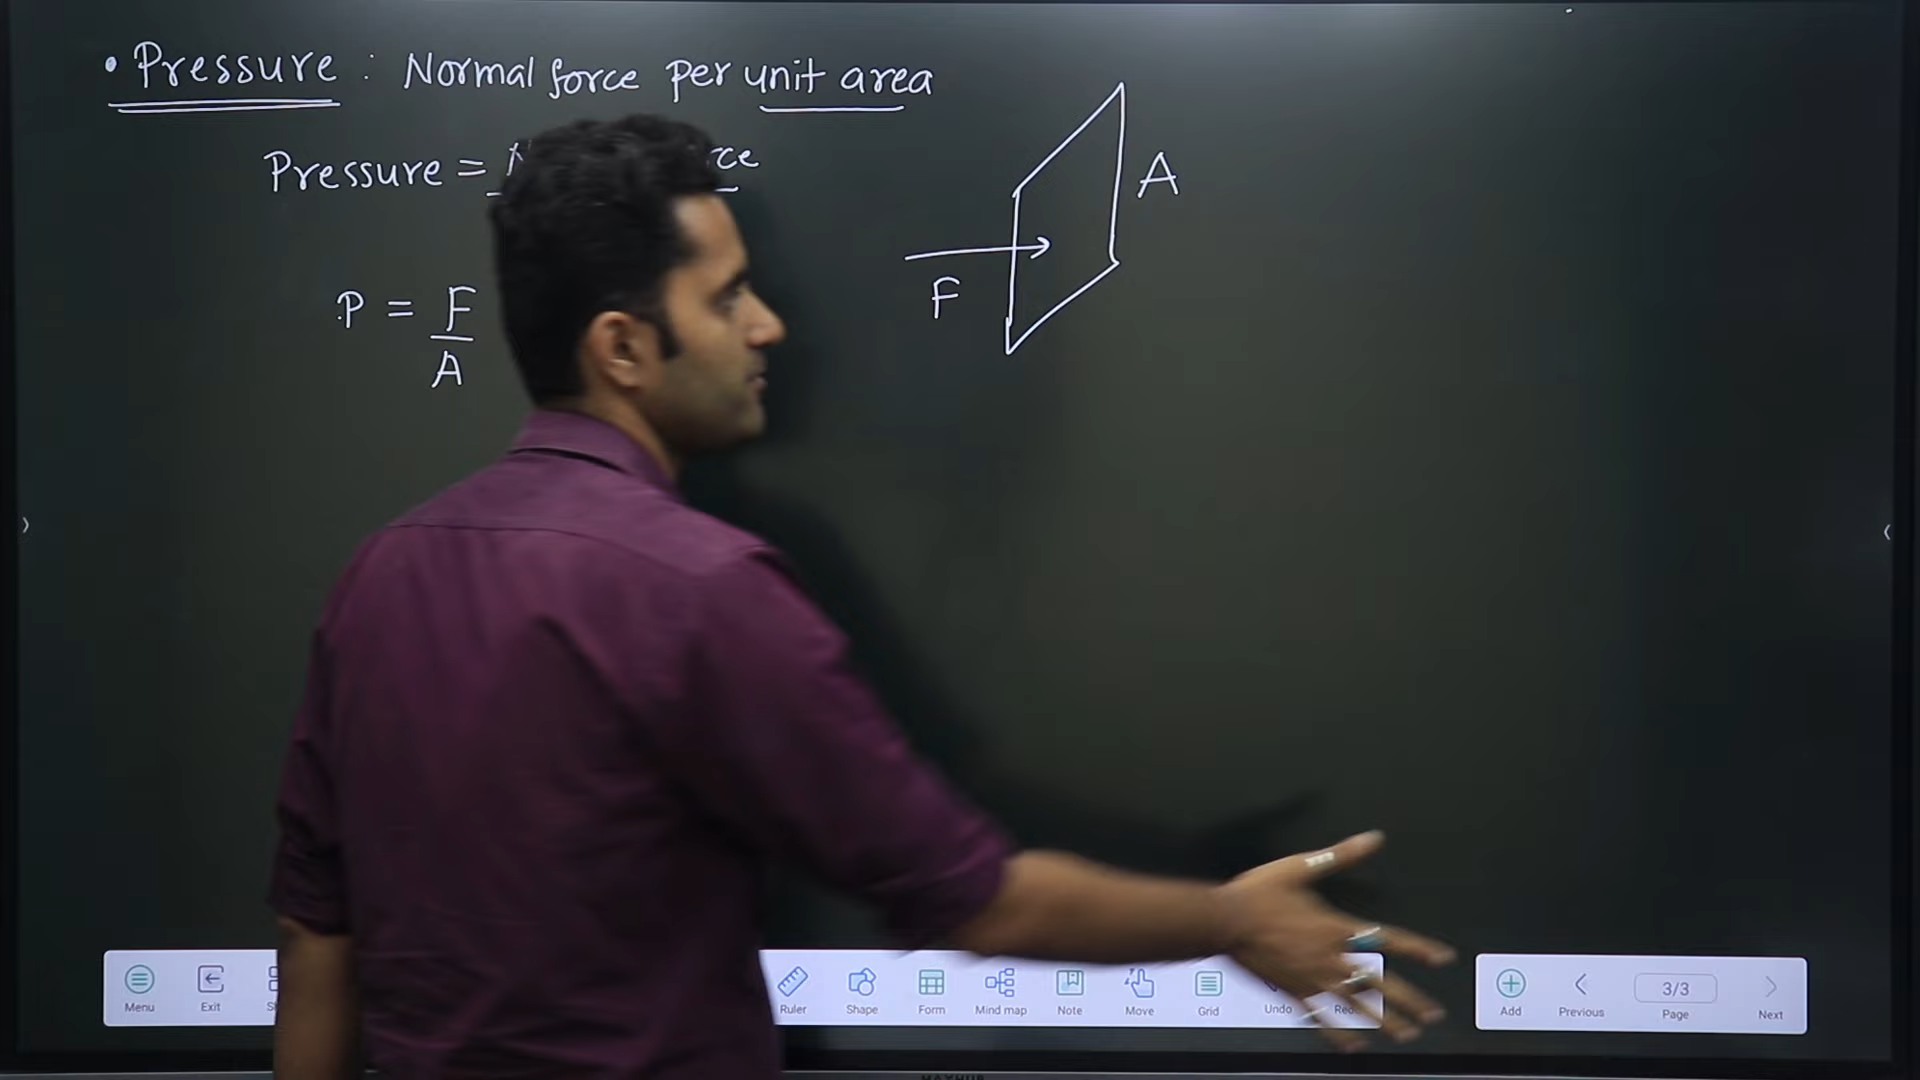 • Pressure : Normal force per unit area
Pressure =
A
P = F
A
F
Menu Exit Ruler Shape Form Mind map Note Move Grid Undo Add Previous 3/3 Page Next